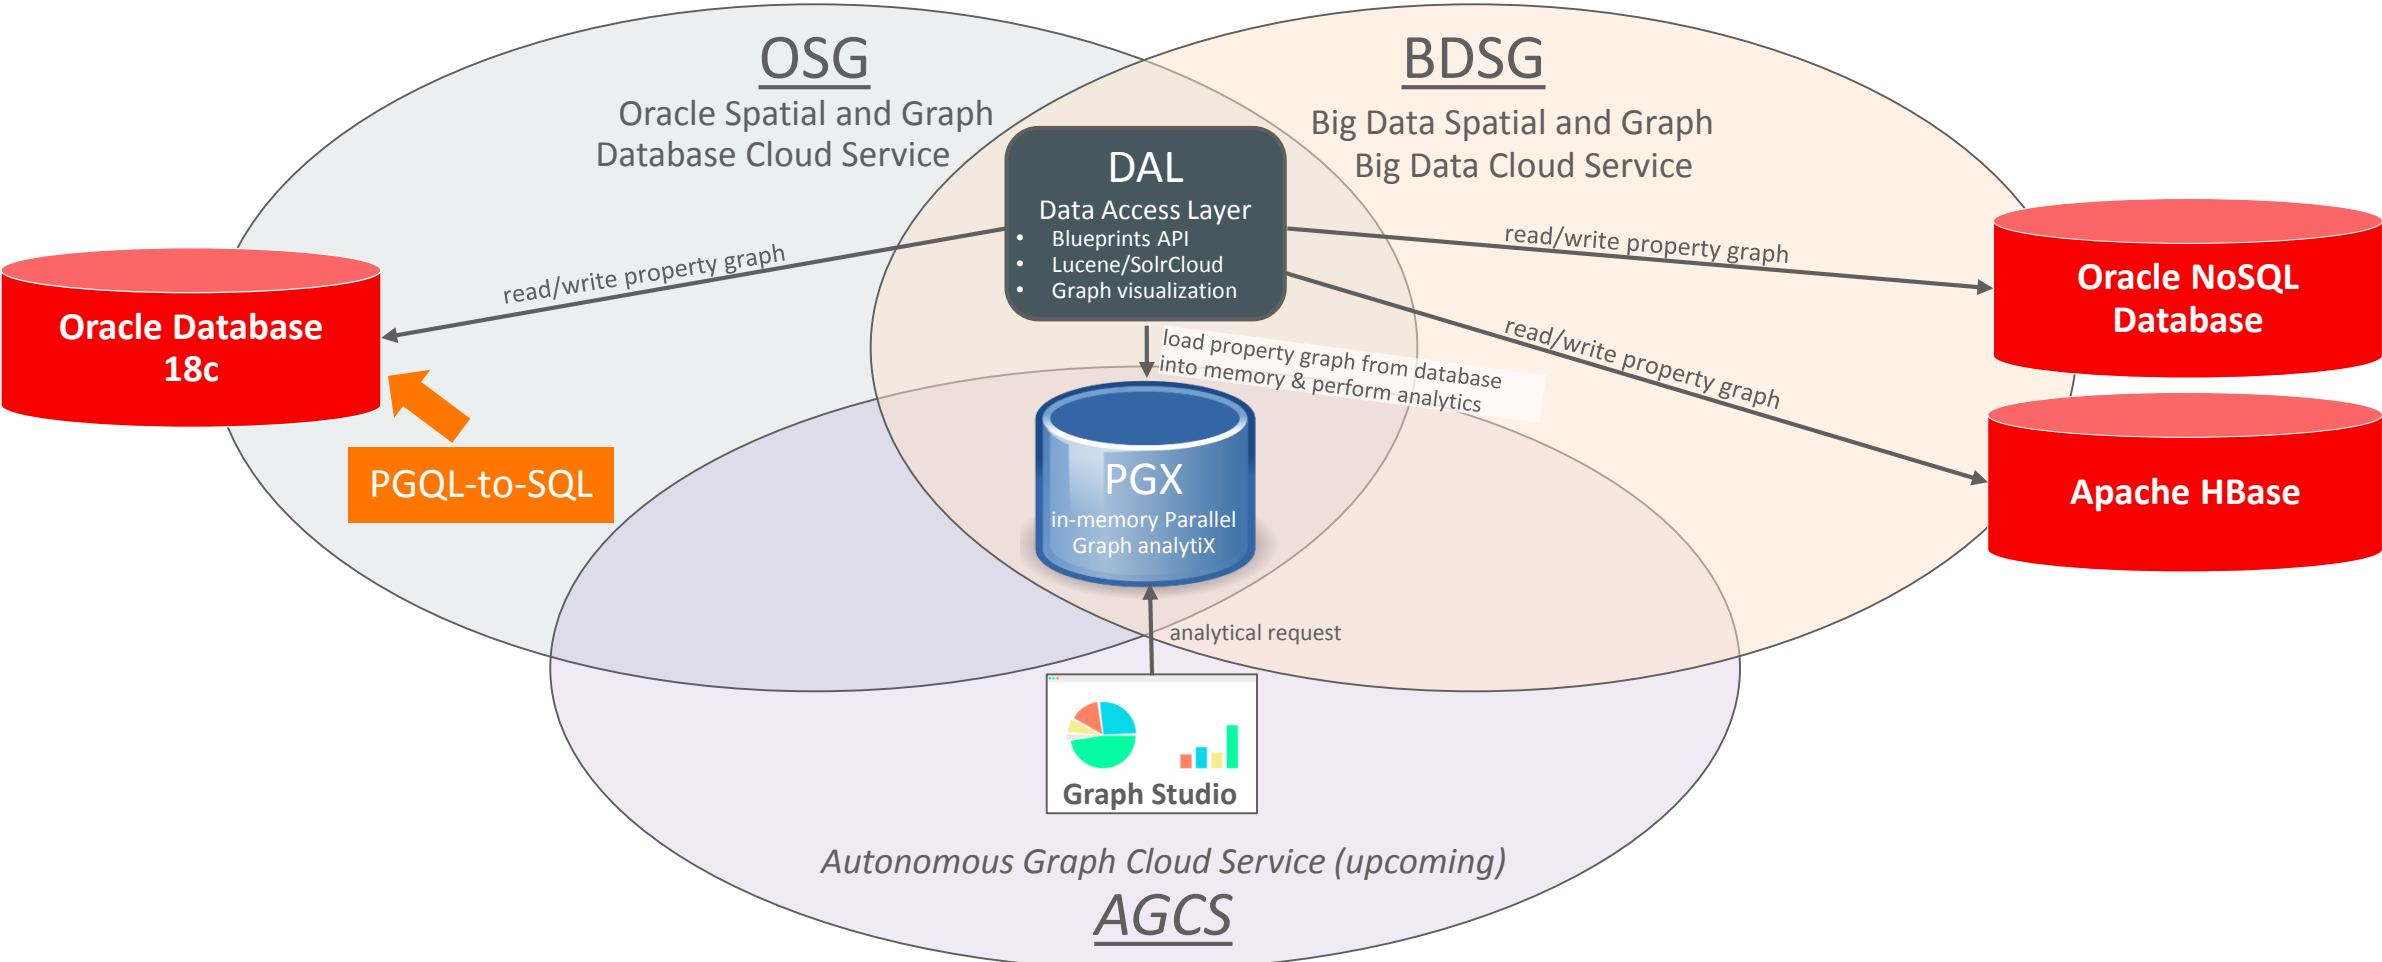 OSG
Oracle Spatial and Graph
Database Cloud Service
BDSG
Big Data Spatial and Graph
Big Data Cloud Service
DAL
Data Access Layer
• Blueprints API
• Lucene/SolrCloud
• Graph visualization
read/write property graph
read/write property graph
read/write property graph
Oracle Database
18c
Oracle NoSQL
Database
Apache HBase
PGQL-to-SQL
load property graph from database
into memory & perform analytics
PGX
in-memory Parallel
Graph analytiX
analytical request
Graph Studio
Autonomous Graph Cloud Service (upcoming)
AGCS